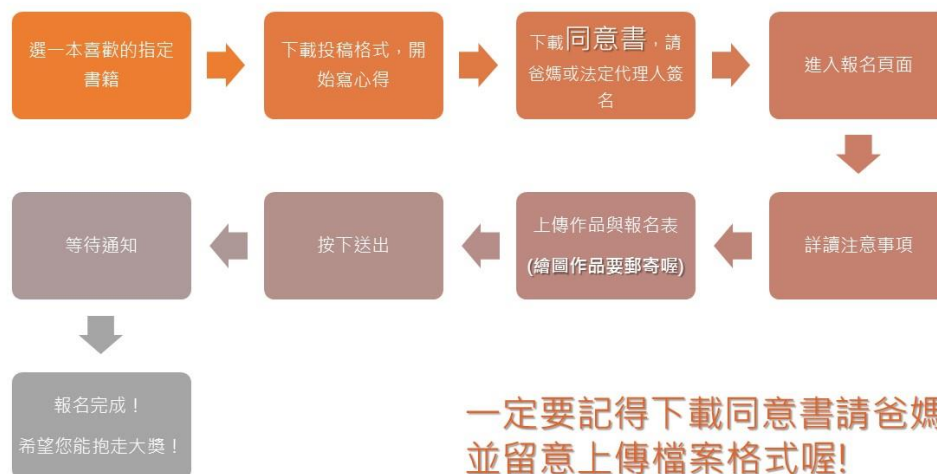 選一本喜歡的指定
書籍
下載投稿格式，開
始寫心得
下載同意書，請
爸媽或法定代理人簽
名
進入報名頁面
詳讀注意事項
上傳作品與報名表
(繪圖作品要郵寄喔)
按下送出
等待通知
報名完成！
希望您能抱走大獎！
一定要記得下載同意書請爸媽
並留意上傳檔案格式喔!